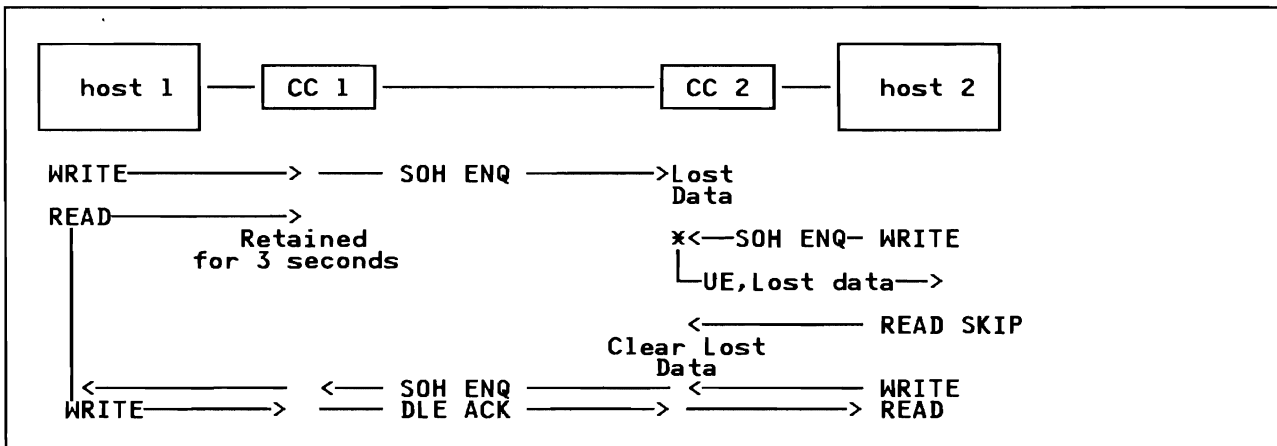 host 1 CC 1 CC 2 host 2
WRITE > SOH ENQ >Lost
Data
READ >
Retained *< SOH ENQ WRITE
for 3 seconds
UE,Lost data >
< READ SKIP
Clear Lost
Data
< < SOH ENQ < WRITE
WRITE > DLE ACK > > READ